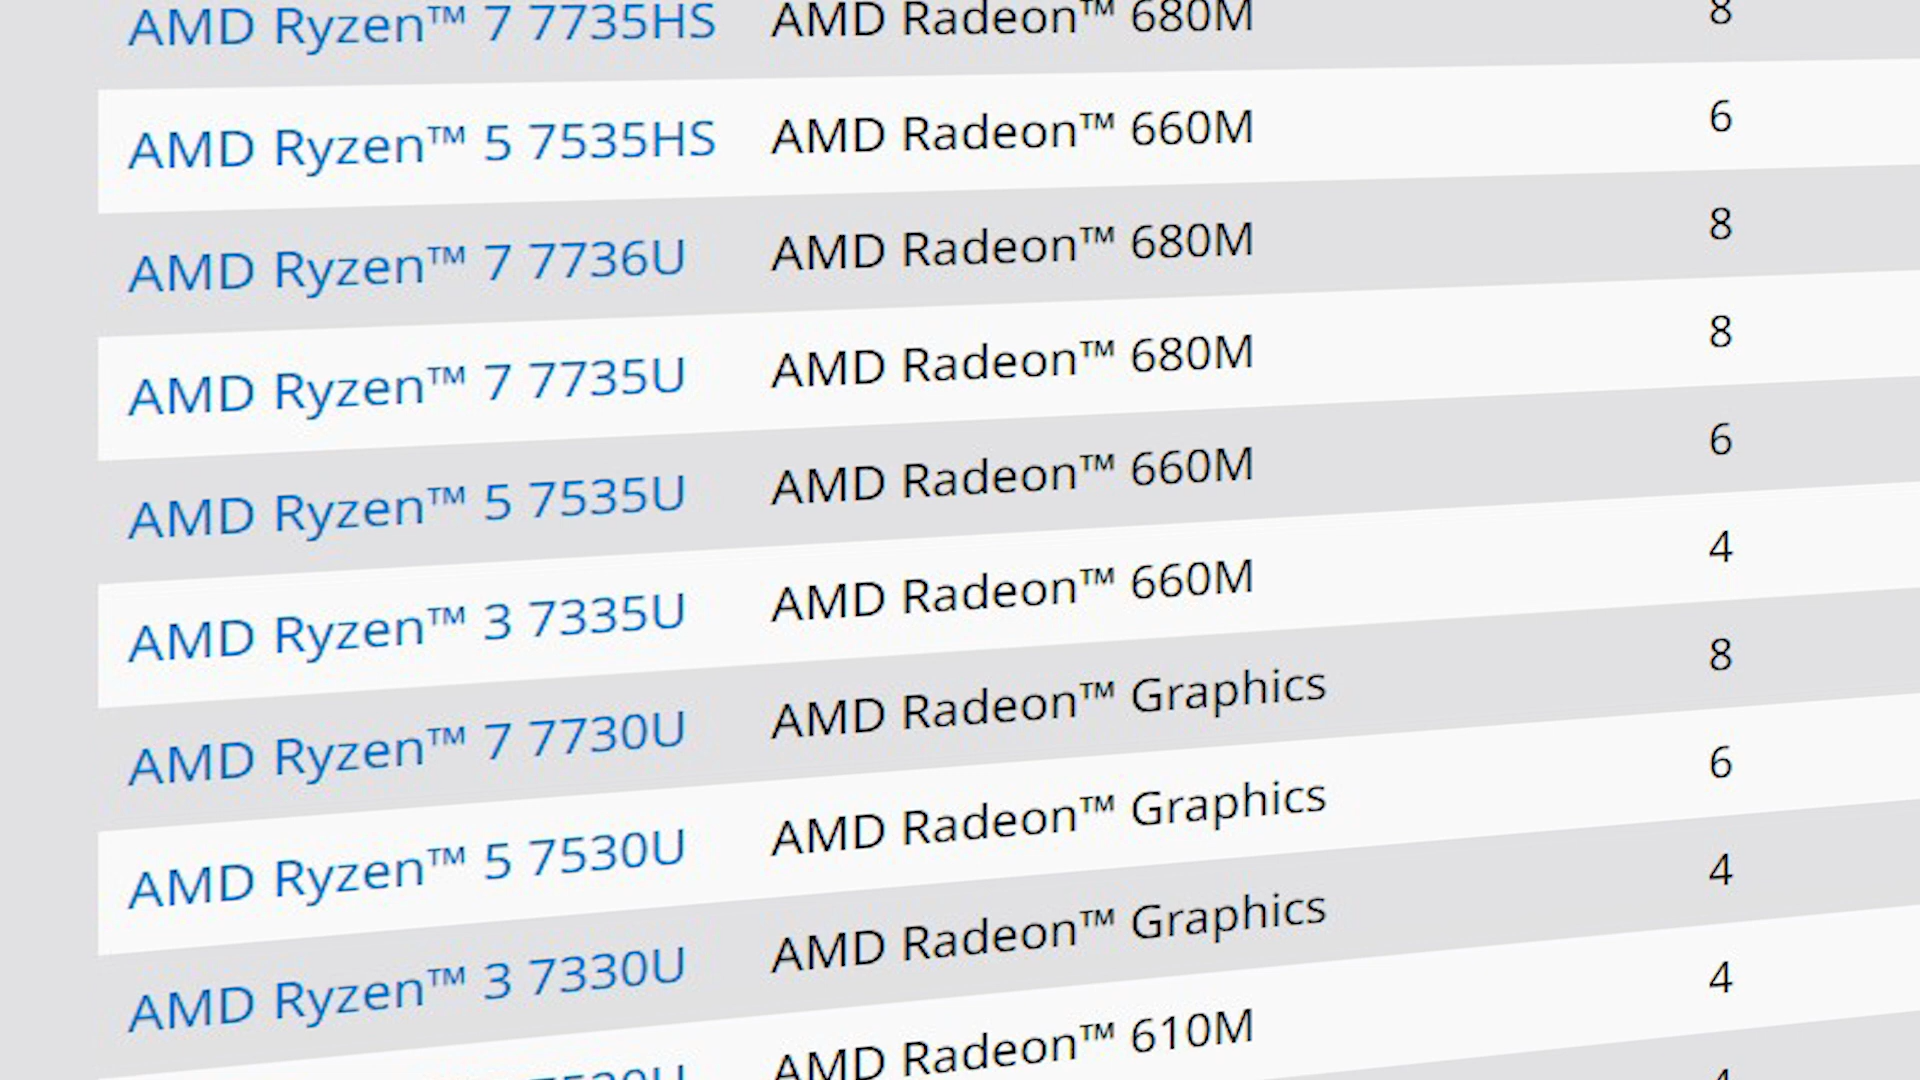 AMD Ryzen™ 7 7735HS AMD Radeon™ 680M 8
AMD Ryzen™ 5 7535HS AMD Radeon™ 660M 6
AMD Ryzen™ 7 7736U AMD Radeon™ 680M 8
AMD Ryzen™ 7 7735U AMD Radeon™ 680M 8
AMD Ryzen™ 5 7535U AMD Radeon™ 660M 6
AMD Ryzen™ 3 7335U AMD Radeon™ 660M 4
AMD Ryzen™ 7 7730U AMD Radeon™ Graphics 8
AMD Ryzen™ 5 7530U AMD Radeon™ Graphics 6
AMD Ryzen™ 3 7330U AMD Radeon™ Graphics 4
AMD Radeon™ 610M 4